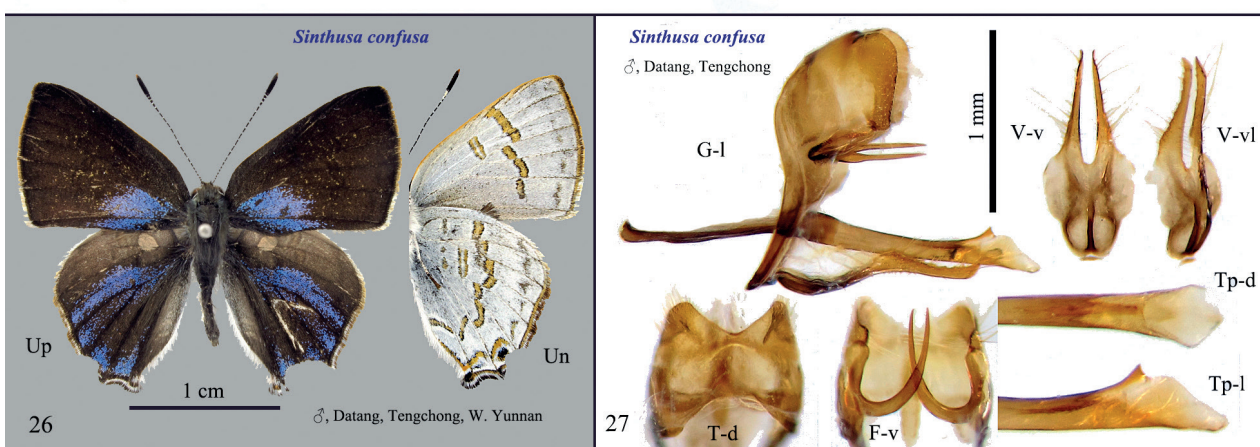 Sinthusa confusa
Up
Un
1 cm
♂, Datang, Tengchong, W. Yunnan
26
Sinthusa confusa
♂, Datang, Tengchong
G-l
1 mm
V-v
V-vl
Tp-d
Tp-l
T-d
F-v
27